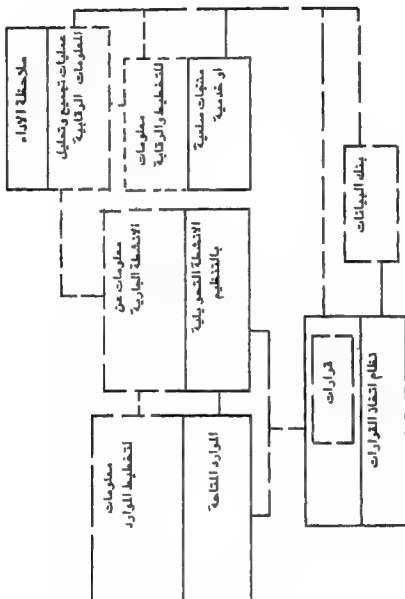 ملاحظة الاداء
عمليات تجميع وتحليل
المعلومات الرقابية
معلومات
للتخطيط والرقابة
منتجات سلعية
او خدمية
بنك البيانات
معلومات عن
الانشطة الجارية
الانشطة التحويلية
بالتنظيم
قرارات
نظام اتخاذ القرارات
معلومات
لتخطيط الموارد
الموارد المتاحة